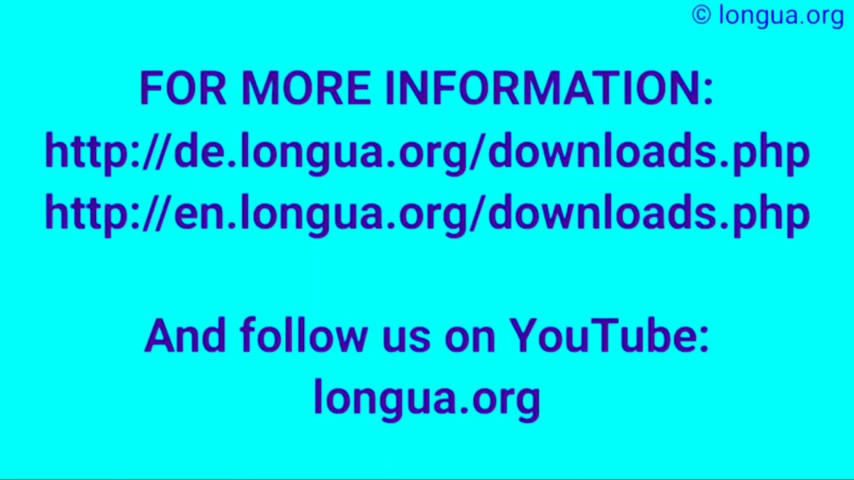 © longua.org
FOR MORE INFORMATION:
http://de.longua.org/downloads.php
http://en.longua.org/downloads.php
And follow us on YouTube:
longua.org